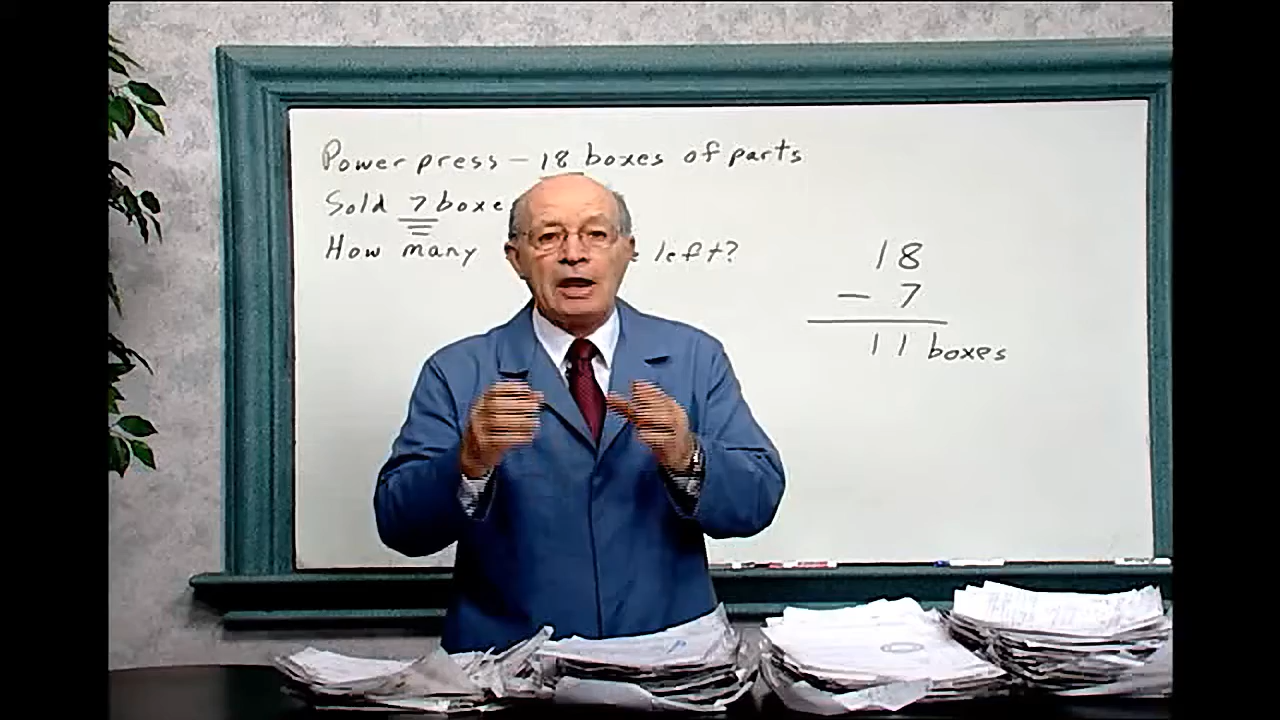 Power press - 18 boxes of parts
Sold 7 boxe
How many left?
18
- 7
11 boxes